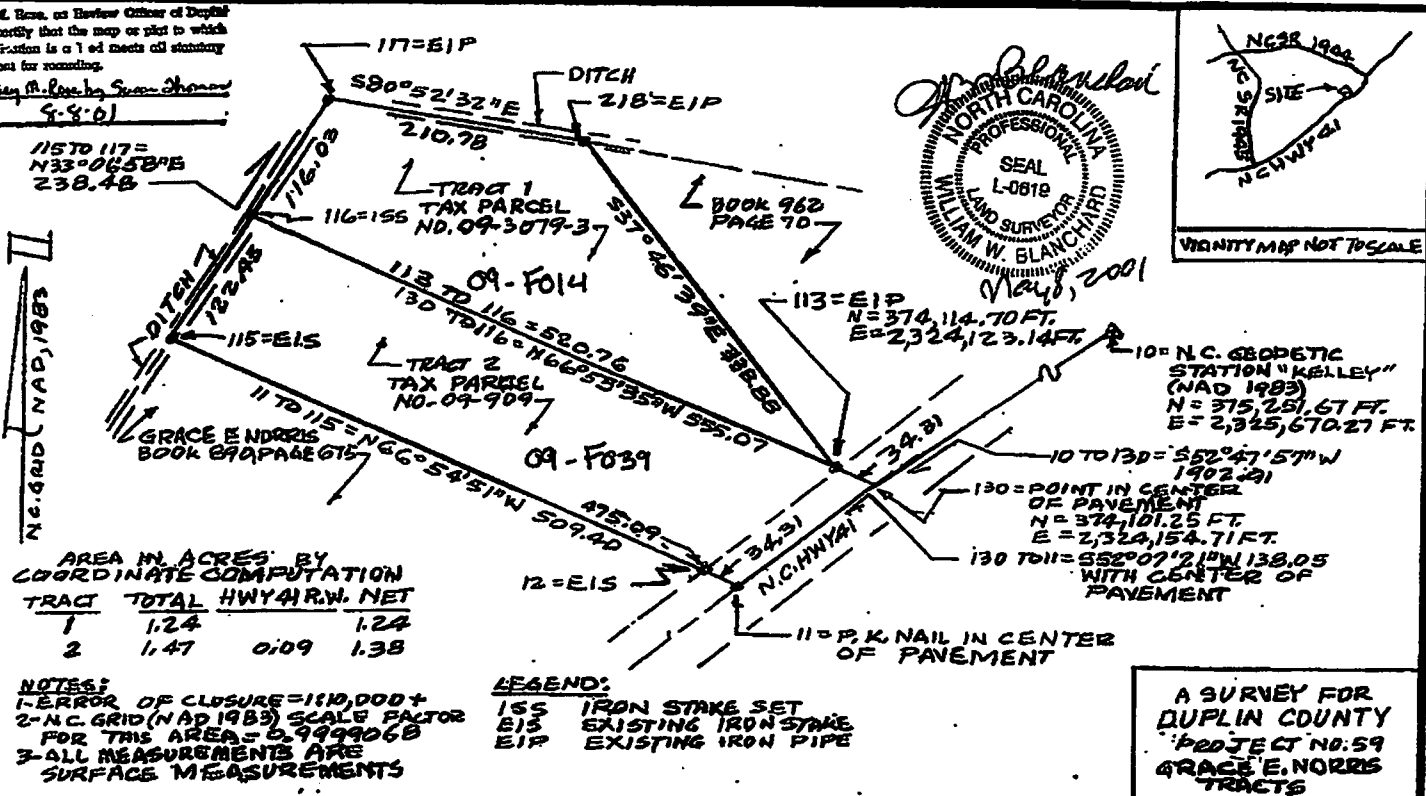 Rose, as Review Officer of Duplin
certify that the map or plat to which
meets all statutory
for recording.
8-8-01
117=EIP
S80°52'32"E
210.78
DITCH
218=EIP
115 TO 117=
N33°06'58"E
238.48
116.03
116=ISS
TRACT 1
TAX PARCEL
NO. 09-3079-3
BOOK 962
PAGE 70
S37°46'39"E 388.88
09-F014
113 TO 116=520.76
130 TO 116=N66°58'35"W 555.07
DITCH
122.45
115=EIS
TRACT 2
TAX PARCEL
NO. 09-909
11 TO 115=N66°54'51"W 509.40
475.09
09-F039
GRACE E NORRIS
BOOK 890, PAGE 675
N.C. GRID (NAD, 1983
NORTH CAROLINA
PROFESSIONAL
SEAL
L-0619
LAND SURVEYOR
WILLIAM W. BLANCHARD
May 8, 2001
NCSR 1904
SITE
NC HWY 41
VICINITY MAP NOT TO SCALE
113=EIP
N=374,114.70 FT.
E=2,324,123.14 FT.
10=N.C. GEODETIC
STATION "KELLEY"
(NAD 1983)
N=375,251.67 FT.
E=2,325,670.27 FT
34.31
10 TO 130=S52°47'57"W
1902.91
130=POINT IN CENTER
OF PAVEMENT
N=374,101.25 FT.
E=2,324,154.71 FT.
34.31
N.C. HWY 41
130 TO 11=S52°07'21"W 138.05
WITH CENTER OF
PAVEMENT
12=EIS
11=P.K. NAIL IN CENTER
OF PAVEMENT
AREA IN ACRES BY
COORDINATE COMPUTATION
TRACT TOTAL HWY 41 R.W. NET
1 1.24 1.24
2 1.47 0.09 1.38
NOTES:
1-ERROR OF CLOSURE=1:10,000+
2-N.C. GRID (NAD 1983) SCALE FACTOR
FOR THIS AREA=0.9999068
3-ALL MEASUREMENTS ARE
SURFACE MEASUREMENTS
LEGEND:
ISS IRON STAKE SET
EIS EXISTING IRON STAKE
EIP EXISTING IRON PIPE
A SURVEY FOR
DUPLIN COUNTY
PROJECT NO. 59
GRACE E. NORRIS
TRACTS